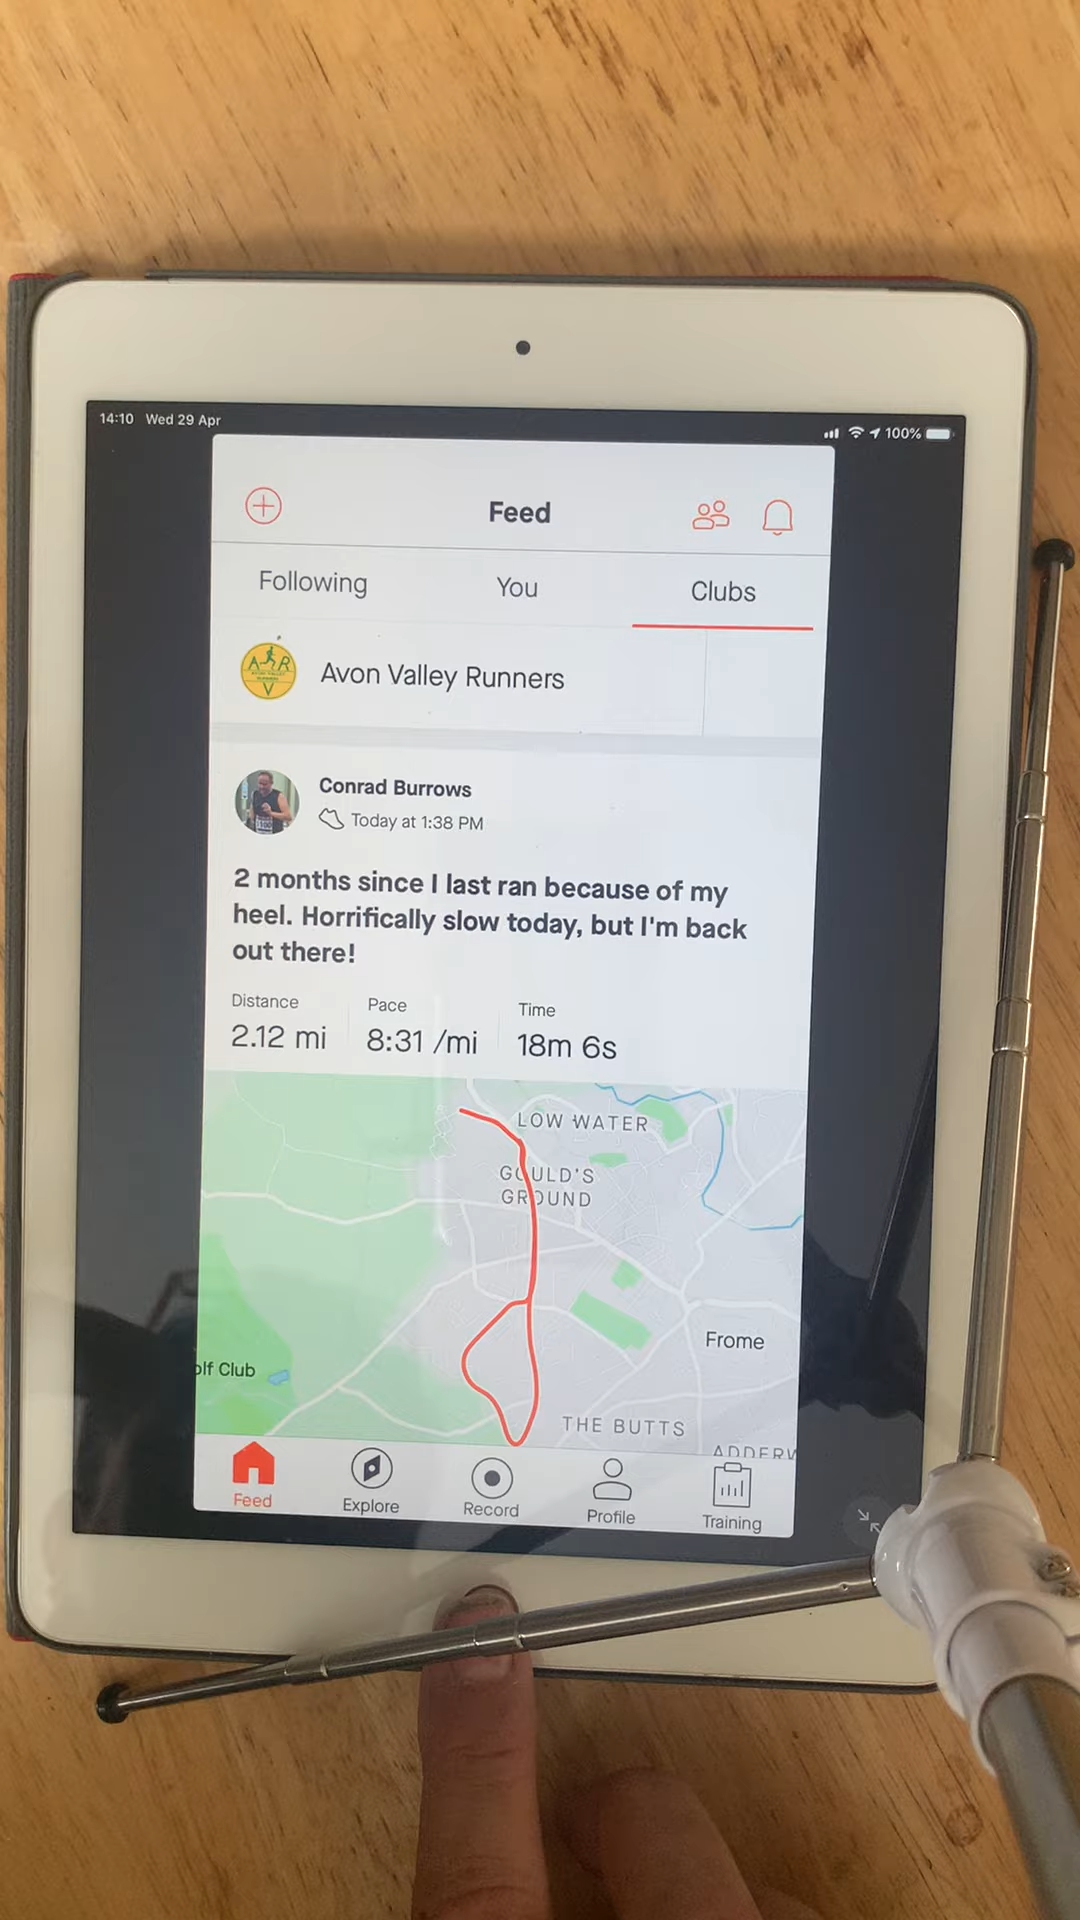 14:10 Wed 29 Apr
100%
Feed
Following
You
Clubs
A R
V
Avon Valley Runners
Conrad Burrows
Today at 1:38 PM
2 months since I last ran because of my
heel. Horrifically slow today, but I'm back
out there!
Distance
Pace
Time
2.12 mi
8:31 /mi
18m 6s
LOW WATER
GOULD'S
GROUND
Frome
olf Club
THE BUTTS
ADDERW
Feed
Explore
Record
Profile
Training